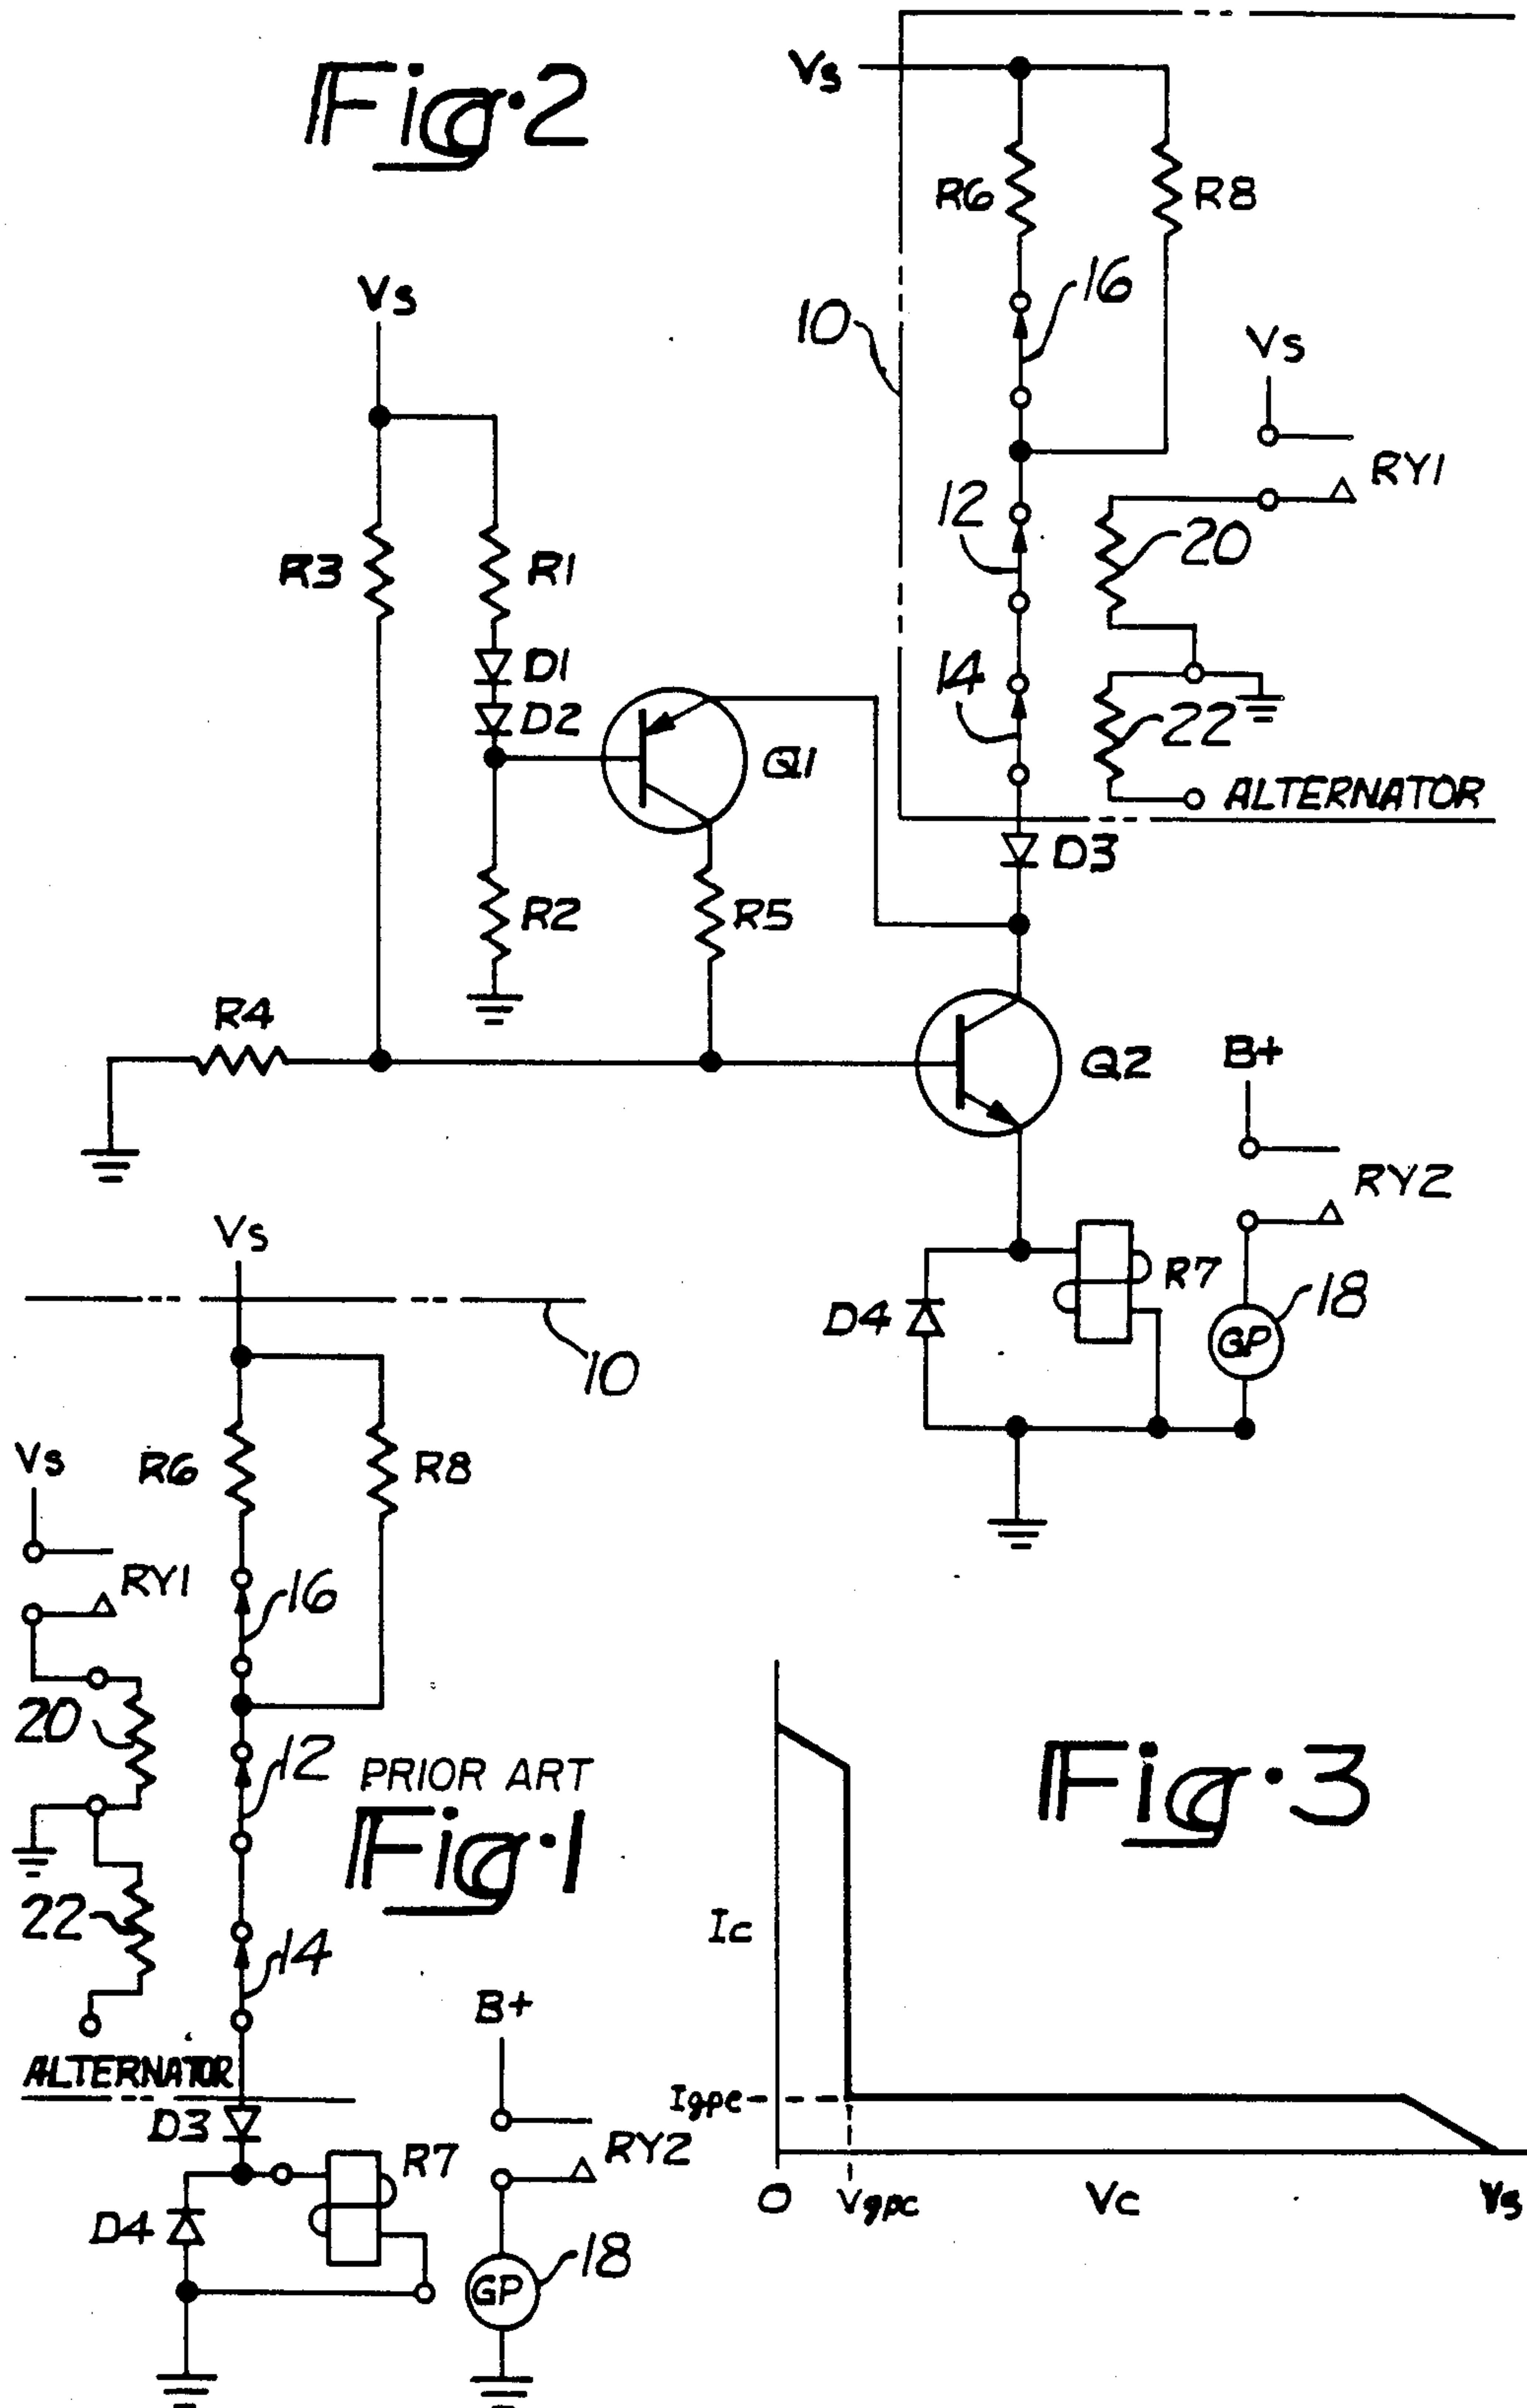 Fig. 2
Vs
R6
R8
Vs
16
10
Vs
RY1
12
20
R3
R1
D1
14
D2
22
Q1
ALTERNATOR
D3
R2
R5
R4
Q2
B+
RY2
Vs
R7
18
D4
GP
10
Vs
R6
R8
RY1
16
20
12
PRIOR ART
Fig. 1
Fig. 3
22
14
Ic
B+
ALTERNATOR
Igpc
D3
RY2
R7
0
Vgpc
Vc
Vs
D4
18
GP